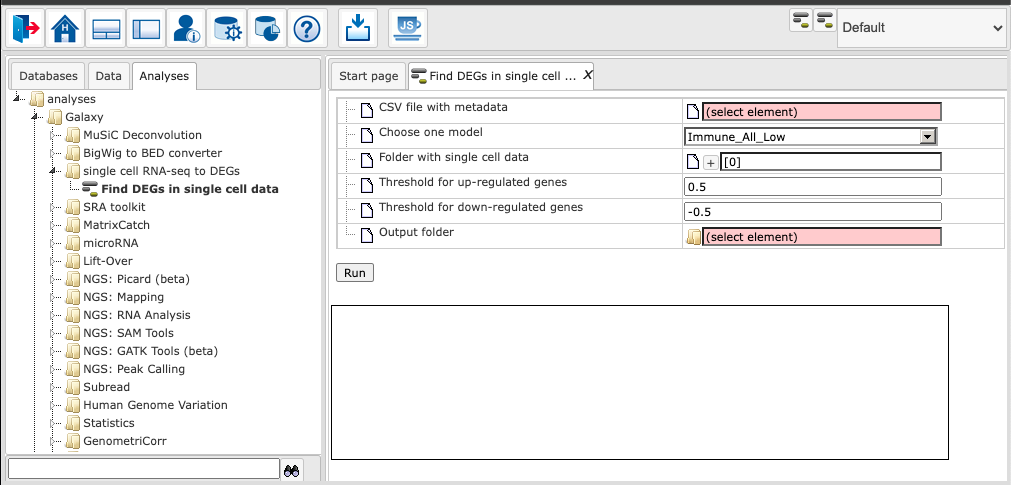 H
i
?
JS
Default
Databases
Data
Analyses
analyses
Galaxy
MuSiC Deconvolution
BigWig to BED converter
single cell RNA-seq to DEGs
Find DEGs in single cell data
SRA toolkit
MatrixCatch
microRNA
Lift-Over
NGS: Picard (beta)
NGS: Mapping
NGS: RNA Analysis
NGS: SAM Tools
NGS: GATK Tools (beta)
NGS: Peak Calling
Subread
Human Genome Variation
Statistics
GenometriCorr
Start page
Find DEGs in single cell ... X
CSV file with metadata
(select element)
Choose one model
Immune_All_Low
Folder with single cell data
+ [0]
Threshold for up-regulated genes
0.5
Threshold for down-regulated genes
-0.5
Output folder
(select element)
Run